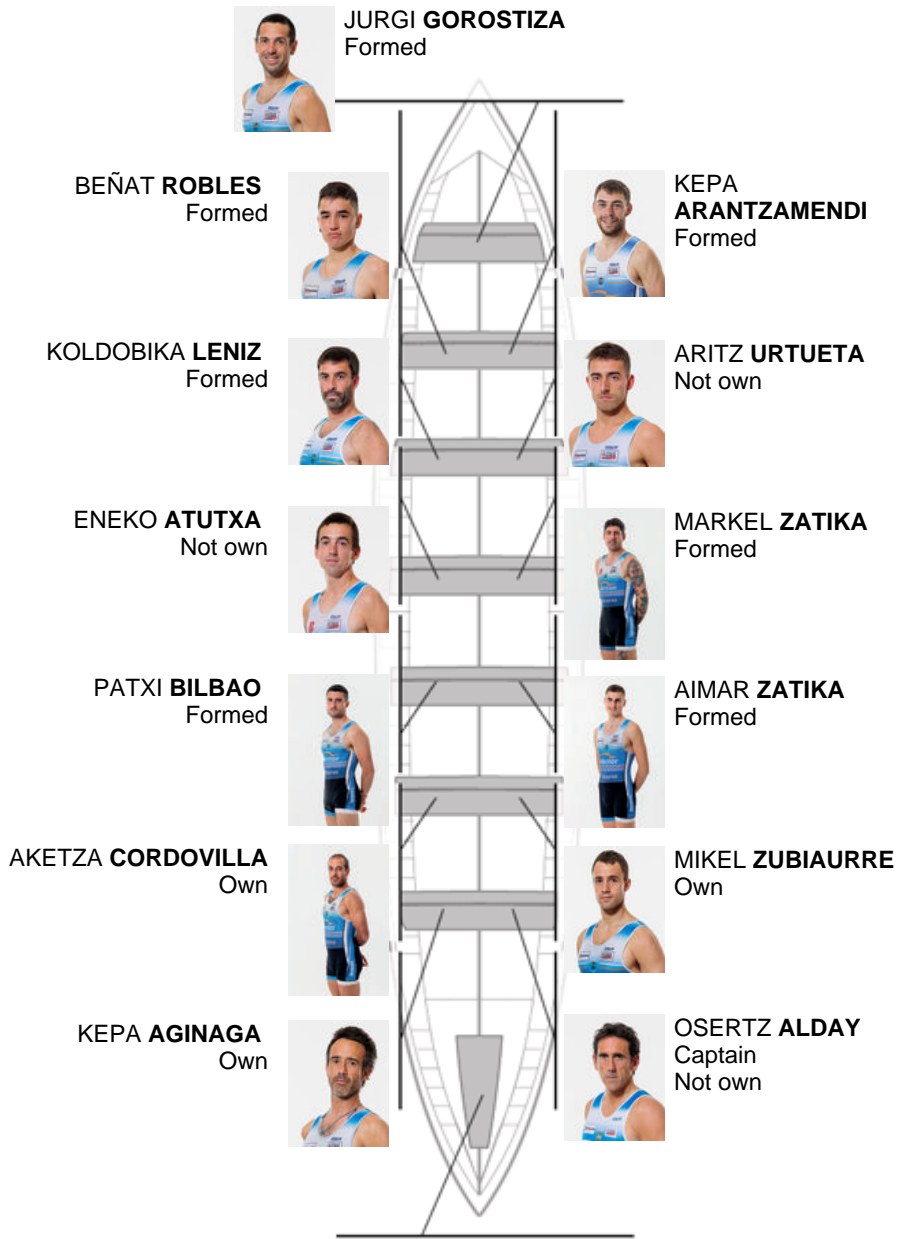 JURGI GOROSTIZA
Formed
BEÑAT ROBLES
Formed
KEPA
ARANTZAMENDI
Formed
KOLDOBIKA LENIZ
Formed
ARITZ URTUETA
Not own
ENEKO ATUTXA
Not own
MARKEL ZATIKA
Formed
PATXI BILBAO
Formed
AIMAR ZATIKA
Formed
AKETZA CORDOVILLA
Own
MIKEL ZUBIAURRE
Own
KEPA AGINAGA
Own
OSERTZ ALDAY
Captain
Not own